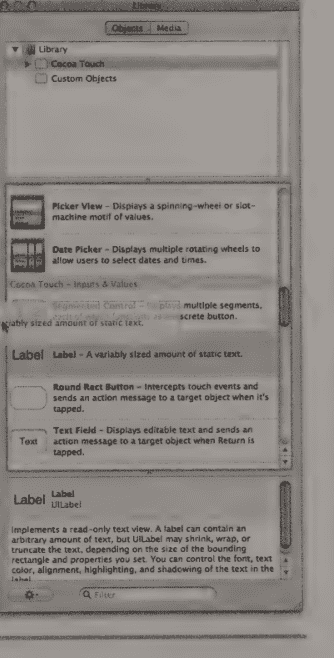 Library
Objects Media
Library
Cocoa Touch
Custom Objects
Picker View – Displays a spinning-wheel or slot-
machine motif of values.
Date Picker – Displays multiple rotating wheels to
allow users to select dates and times.
Cocoa Touch – Inputs & Values
Segmented Control – multiple segments,
screte button.
ably sized amount of static text.
Label Label – A variably sized amount of static text.
Round Rect Button – Intercepts touch events and
sends an action message to a target object when it's
tapped.
Text Text Field – Displays editable text and sends an
action message to a target object when Return is
tapped.
Label Label
UILabel
Implements a read-only text view. A label can contain an
arbitrary amount of text, but UILabel may shrink, wrap, or
truncate the text, depending on the size of the bounding
rectangle and properties you set. You can control the font, text
color, alignment, highlighting, and shadowing of the text in the
label.
Filter